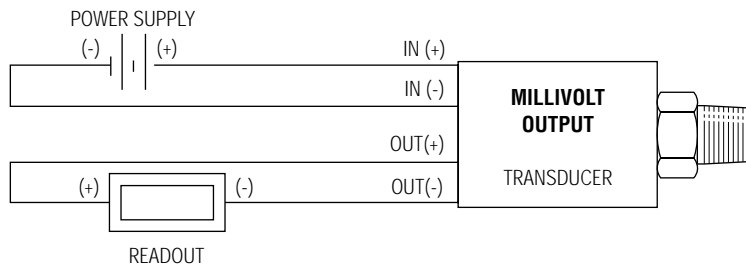 POWER SUPPLY
(-) (+) IN (+)
IN (-)
MILLIVOLT
OUTPUT
OUT(+)
TRANSDUCER
(+) (-) OUT(-)
READOUT